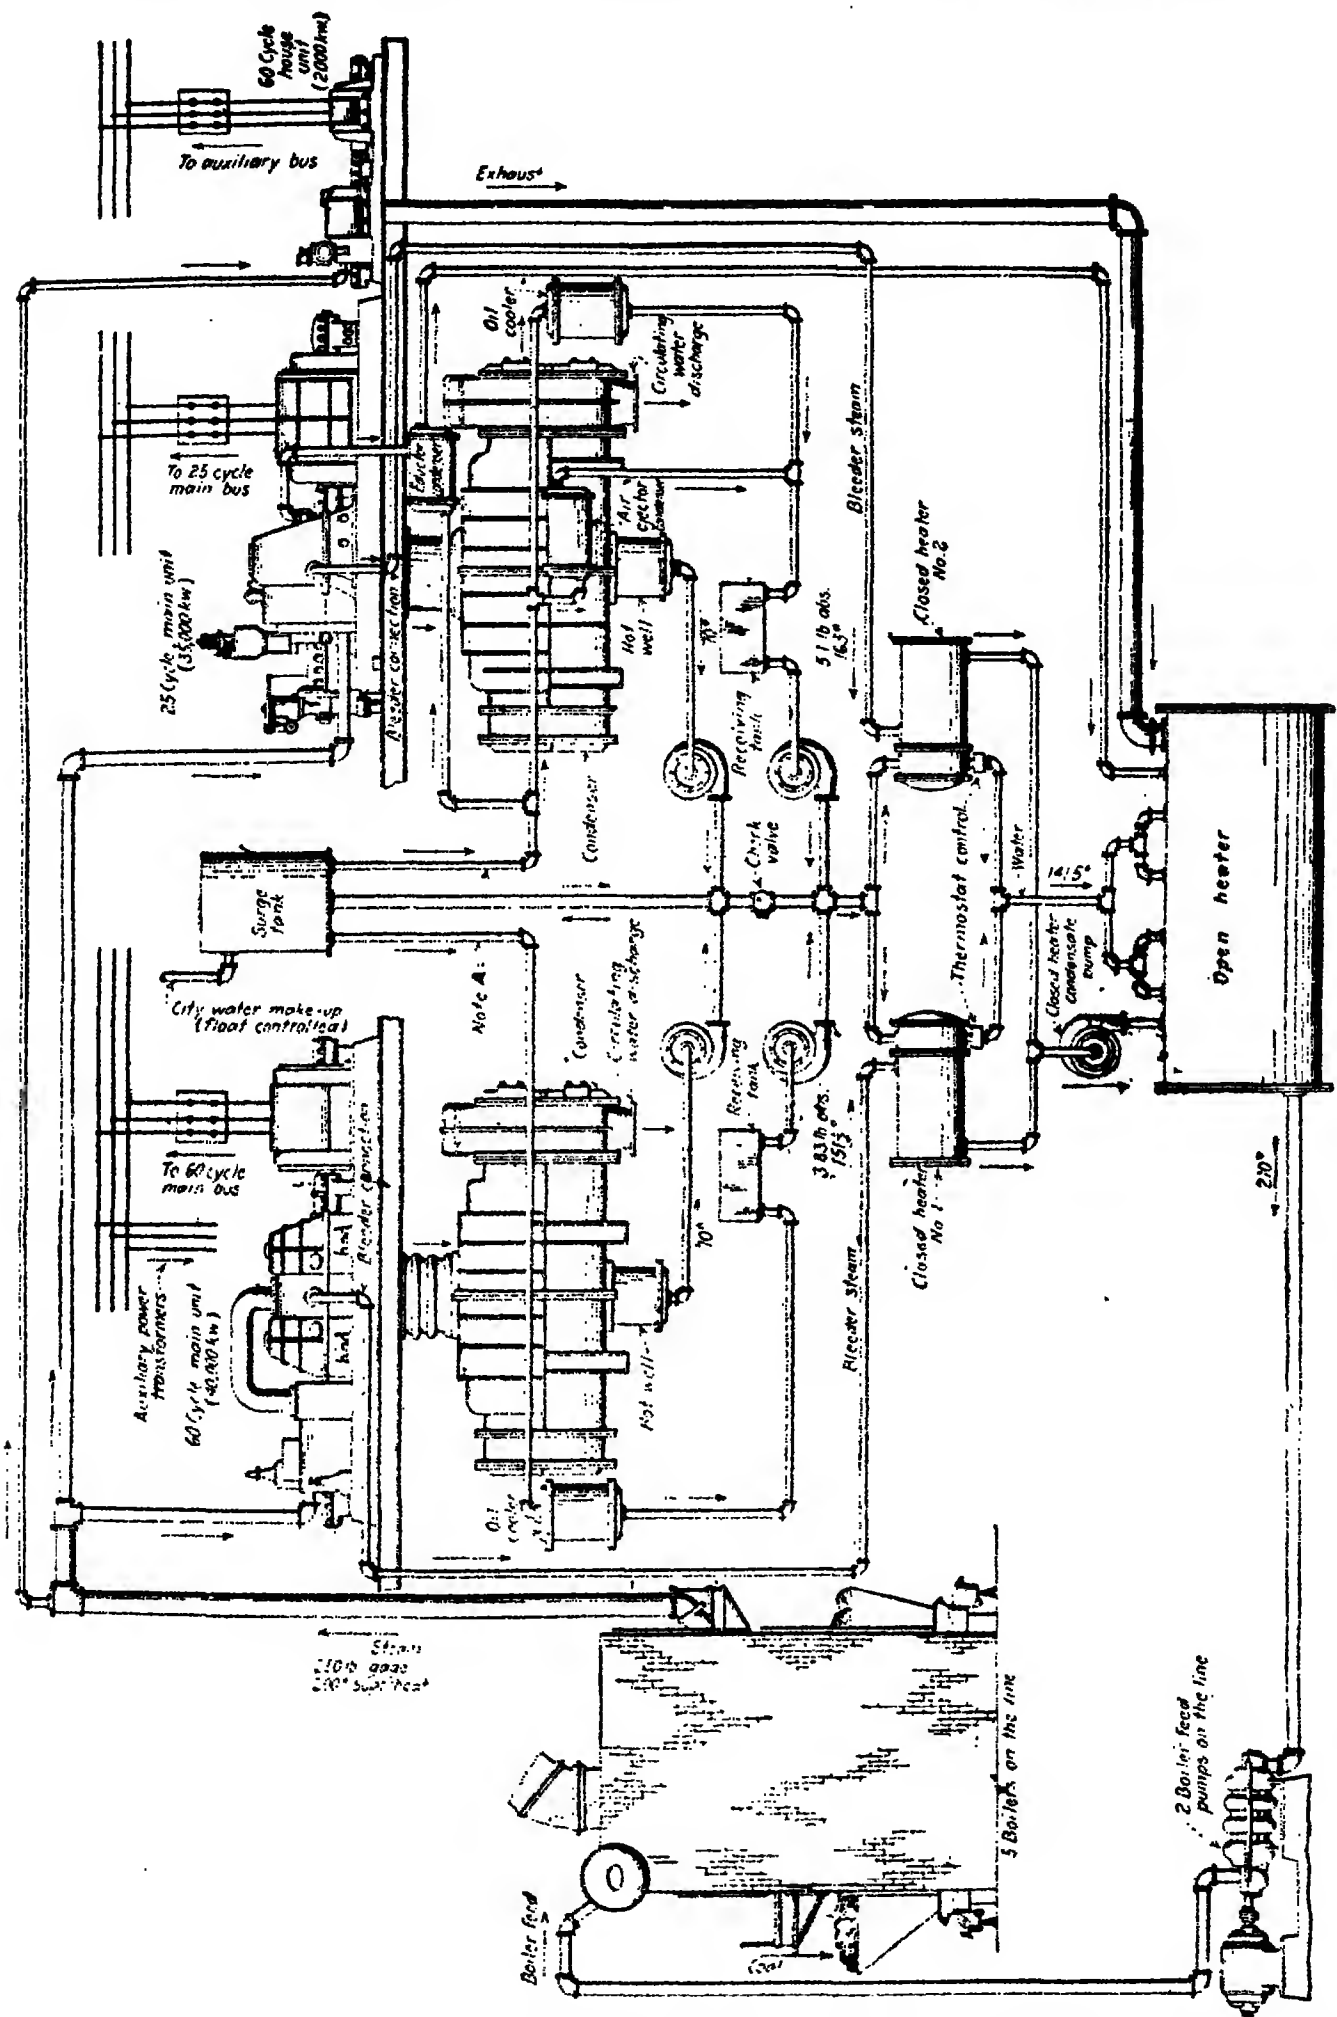 60 Cycle
house
unit
(2000 kw)
To auxiliary bus
Exhaust
To 25 cycle
main bus
25 Cycle main unit
(35,000 kw)
Bleeder connection
Oil
cooler
Circulating
water
discharge
Air
ejector
Hot
well
70°
Condenser
Receiving
tank
Bleeder steam
5.1 lb abs.
163°
Closed heater
No. 2
Surge
tank
City water make-up
(float controlled)
Note A
Check
valve
Thermostat control
Water
141.5°
Closed heater
condensate
pump
Open heater
To 60 cycle
main bus
Auxiliary power
transformers
60 Cycle main unit
(40,000 kw)
Bleeder connection
Condenser
Circulating
water discharge
Receiving
tank
Hot well
70°
3.83 lb abs.
151.5°
Closed heater
No. 1
Bleeder steam
Oil
cooler
210°
Steam
5 Boilers on the line
2 Boiler feed
pumps on the line
Boiler feed
Coal